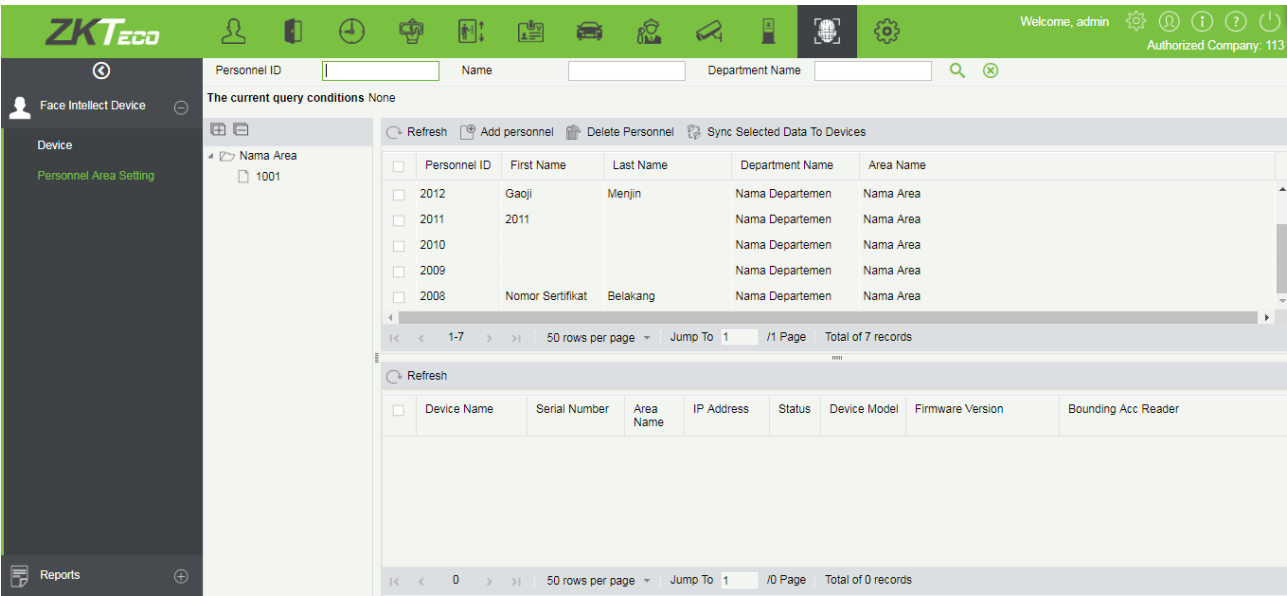 ZKTeco
Welcome, admin
Authorized Company: 113
Personnel ID
Name
Department Name
The current query conditions None
Face Intellect Device
Device
Personnel Area Setting
Reports
Nama Area
1001
Refresh Add personnel Delete Personnel Sync Selected Data To Devices
Personnel ID First Name Last Name Department Name Area Name
2012 Gaoji Menjin Nama Departemen Nama Area
2011 2011 Nama Departemen Nama Area
2010 Nama Departemen Nama Area
2009 Nama Departemen Nama Area
2008 Nomor Sertifikat Belakang Nama Departemen Nama Area
1-7 50 rows per page Jump To 1 /1 Page Total of 7 records
Refresh
Device Name Serial Number Area Name IP Address Status Device Model Firmware Version Bounding Acc Reader
0 50 rows per page Jump To 1 /0 Page Total of 0 records